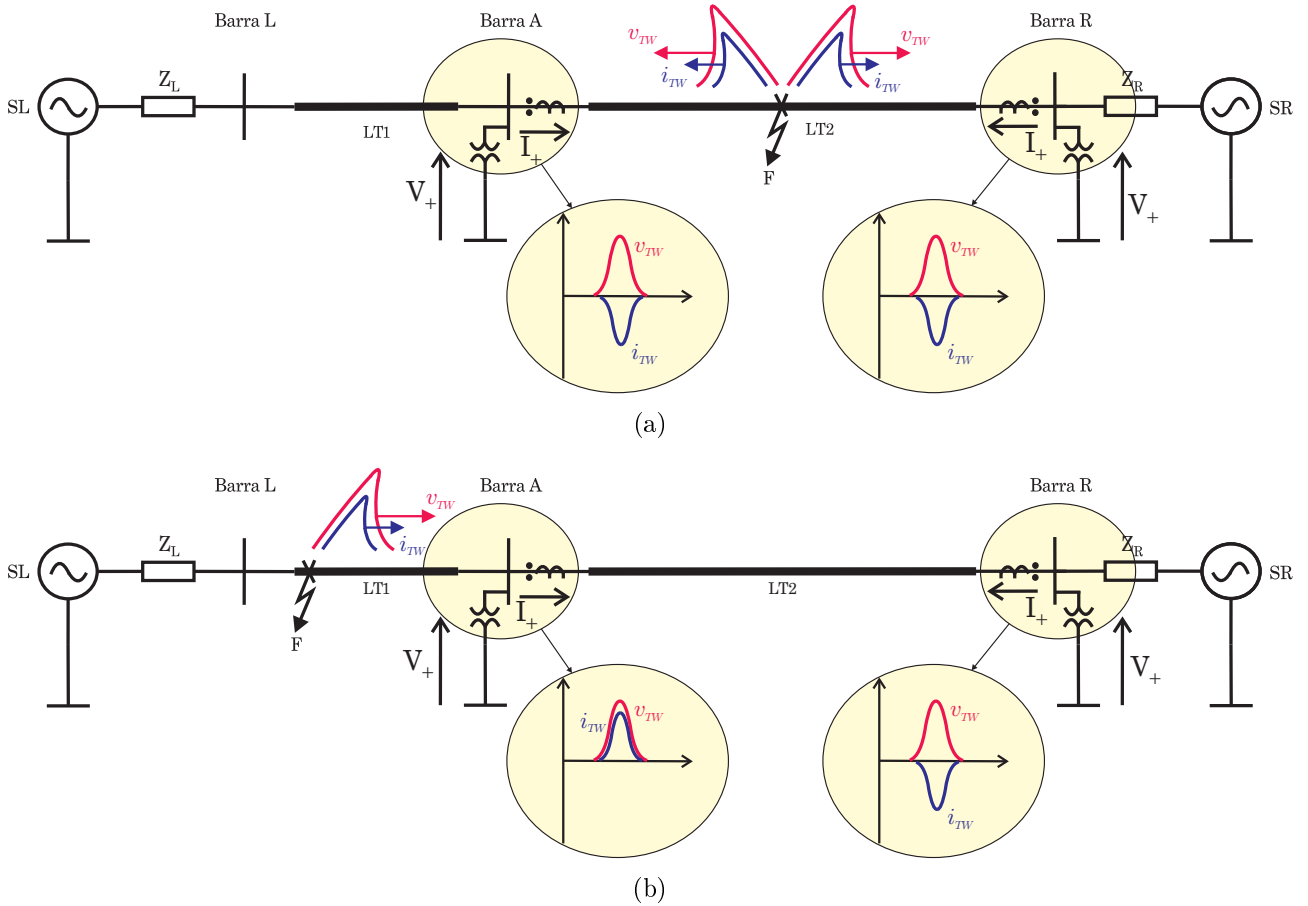 Barra L
Barra A
Barra R
v_TW
v_TW
i_TW
i_TW
SL
Z_L
Z_R
SR
LT1
LT2
I_+
I_+
F
V_+
V_+
v_TW
v_TW
i_TW
i_TW
(a)
Barra L
Barra A
Barra R
v_TW
i_TW
SL
Z_L
Z_R
SR
LT1
LT2
I_+
I_+
F
V_+
V_+
i_TW
v_TW
v_TW
i_TW
(b)